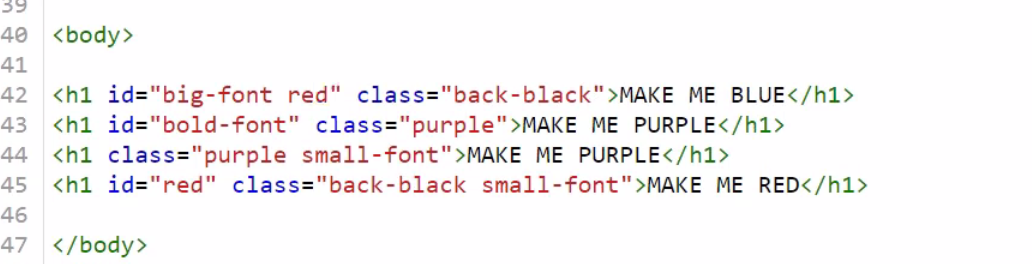 39
40 <body>
41
42 <h1 id="big-font red" class="back-black">MAKE ME BLUE</h1>
43 <h1 id="bold-font" class="purple">MAKE ME PURPLE</h1>
44 <h1 class="purple small-font">MAKE ME PURPLE</h1>
45 <h1 id="red" class="back-black small-font">MAKE ME RED</h1>
46
47 </body>